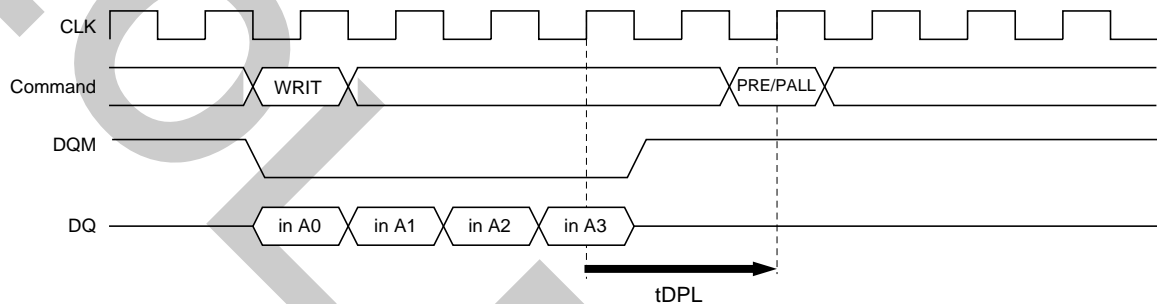 CLK
Command WRIT PRE/PALL
DQM
DQ in A0 in A1 in A2 in A3
tDPL